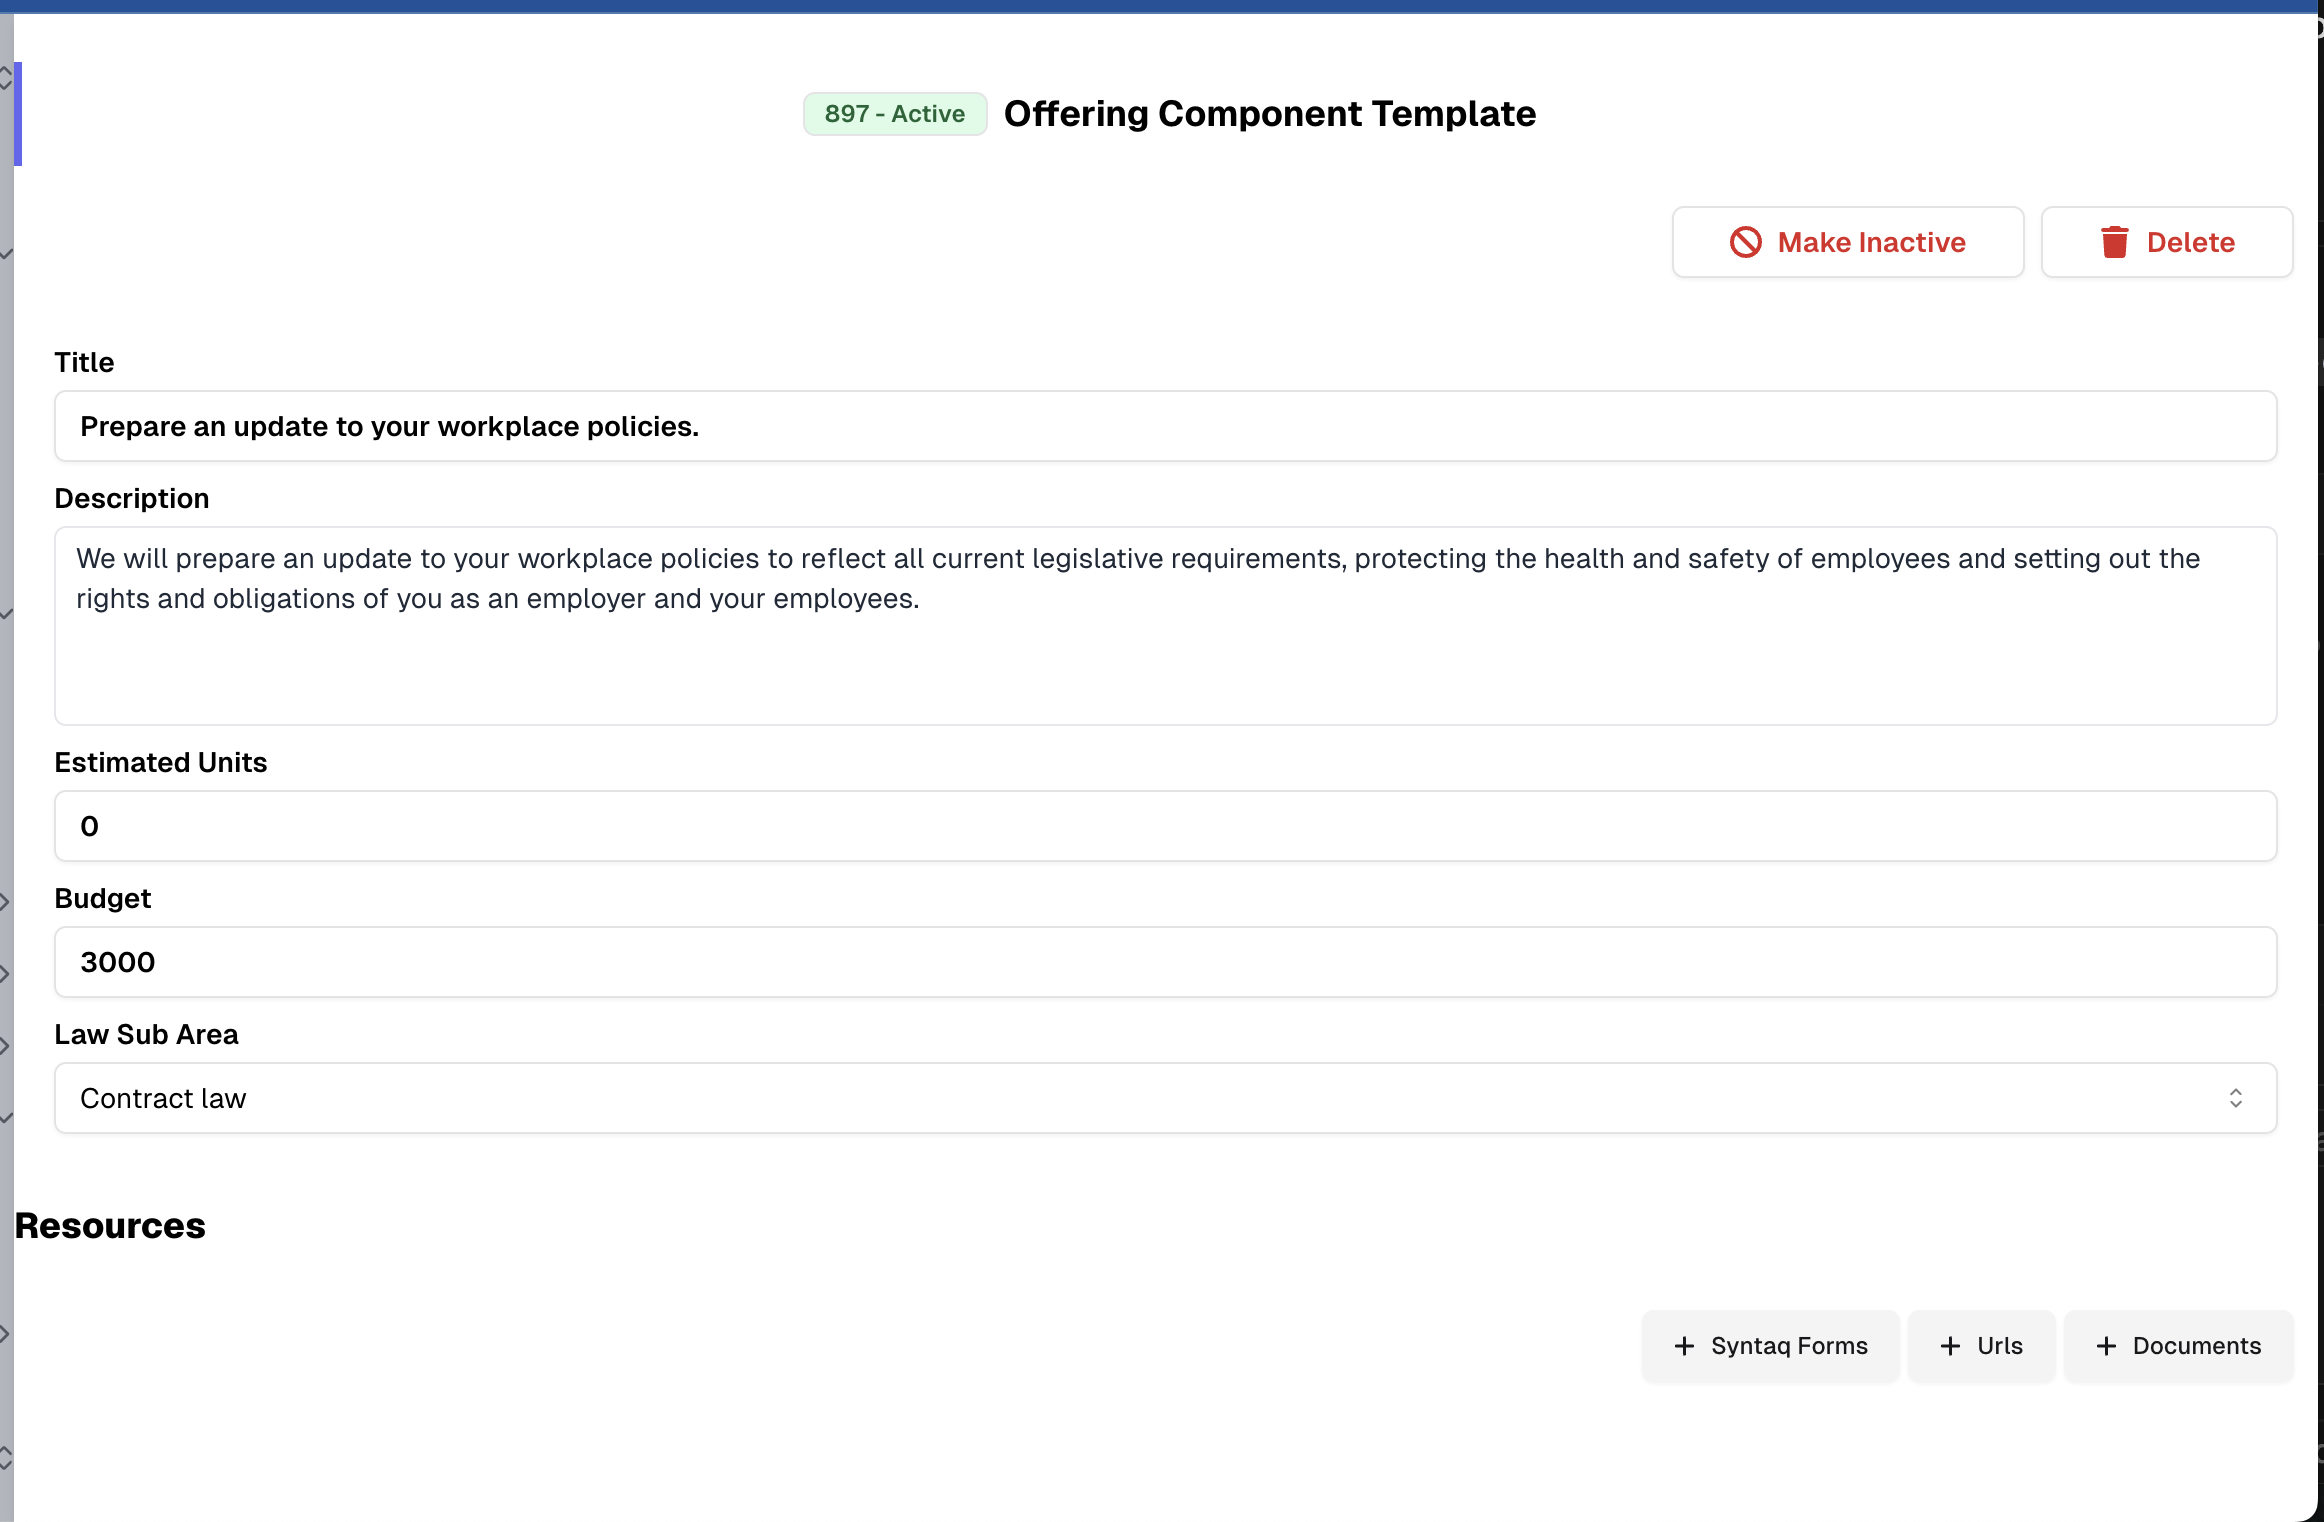 897 - Active
Offering Component Template
Make Inactive
Delete
Title
Prepare an update to your workplace policies.
Description
We will prepare an update to your workplace policies to reflect all current legislative requirements, protecting the health and safety of employees and setting out the
rights and obligations of you as an employer and your employees.
Estimated Units
0
Budget
3000
Law Sub Area
Contract law
Resources
+ Syntaq Forms
+ Urls
+ Documents